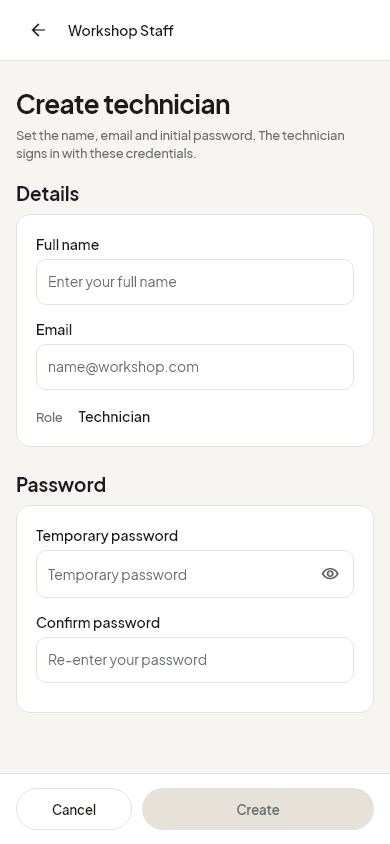 Workshop Staff
Create technician
Set the name, email and initial password. The technician
signs in with these credentials.
Details
Full name
Enter your full name
Email
name@workshop.com
Role Technician
Password
Temporary password
Temporary password
Confirm password
Re-enter your password
Cancel Create